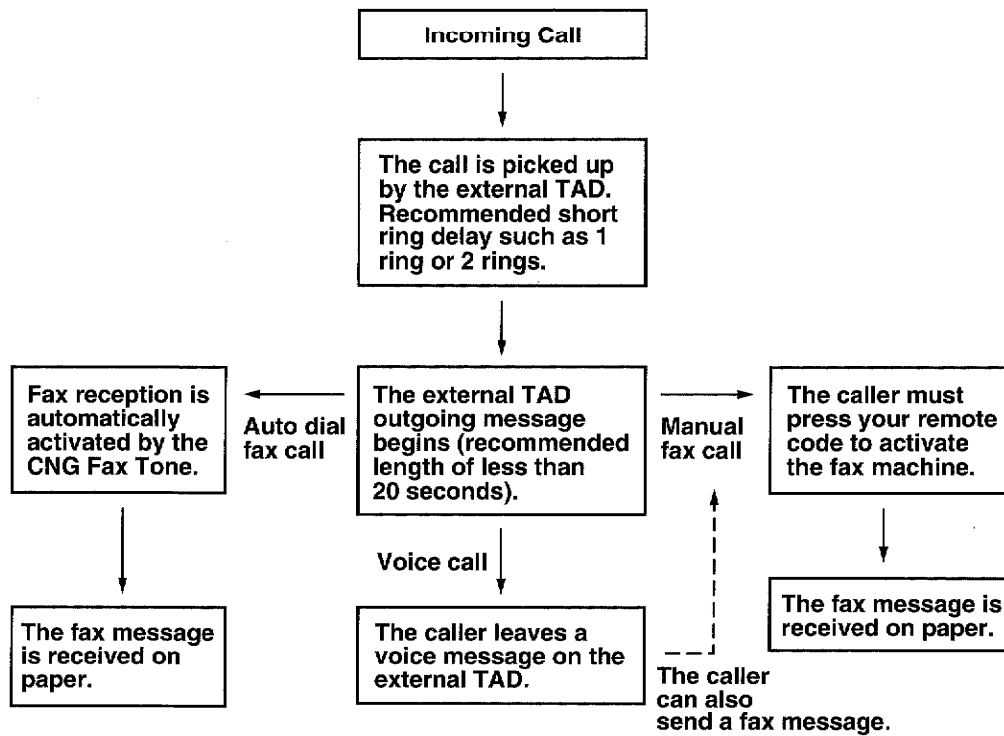 Incoming Call
The call is picked up
by the external TAD.
Recommended short
ring delay such as 1
ring or 2 rings.
Fax reception is
automatically
activated by the
CNG Fax Tone.
Auto dial
fax call
The external TAD
outgoing message
begins (recommended
length of less than
20 seconds).
Manual
fax call
The caller must
press your remote
code to activate
the fax machine.
Voice call
The fax message
is received on
paper.
The caller leaves a
voice message on the
external TAD.
The caller
can also
send a fax message.
The fax message is
received on paper.